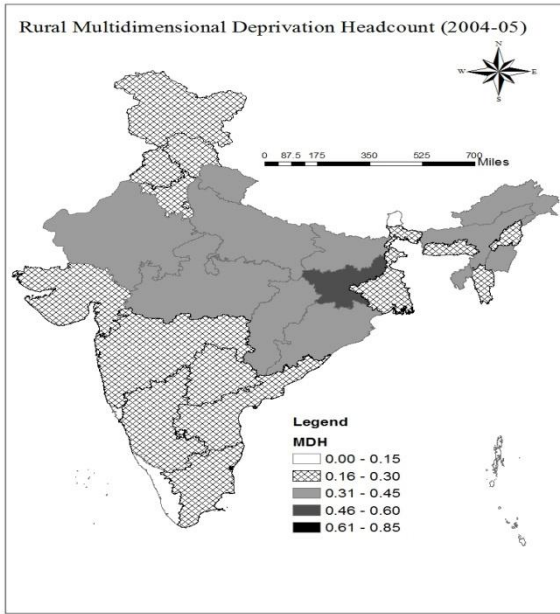 Rural Multidimensional Deprivation Headcount (2004-05)
N
W E
S
0 87.5 175 350 525 700
Miles
Legend
MDH
0.00 - 0.15
0.16 - 0.30
0.31 - 0.45
0.46 - 0.60
0.61 - 0.85